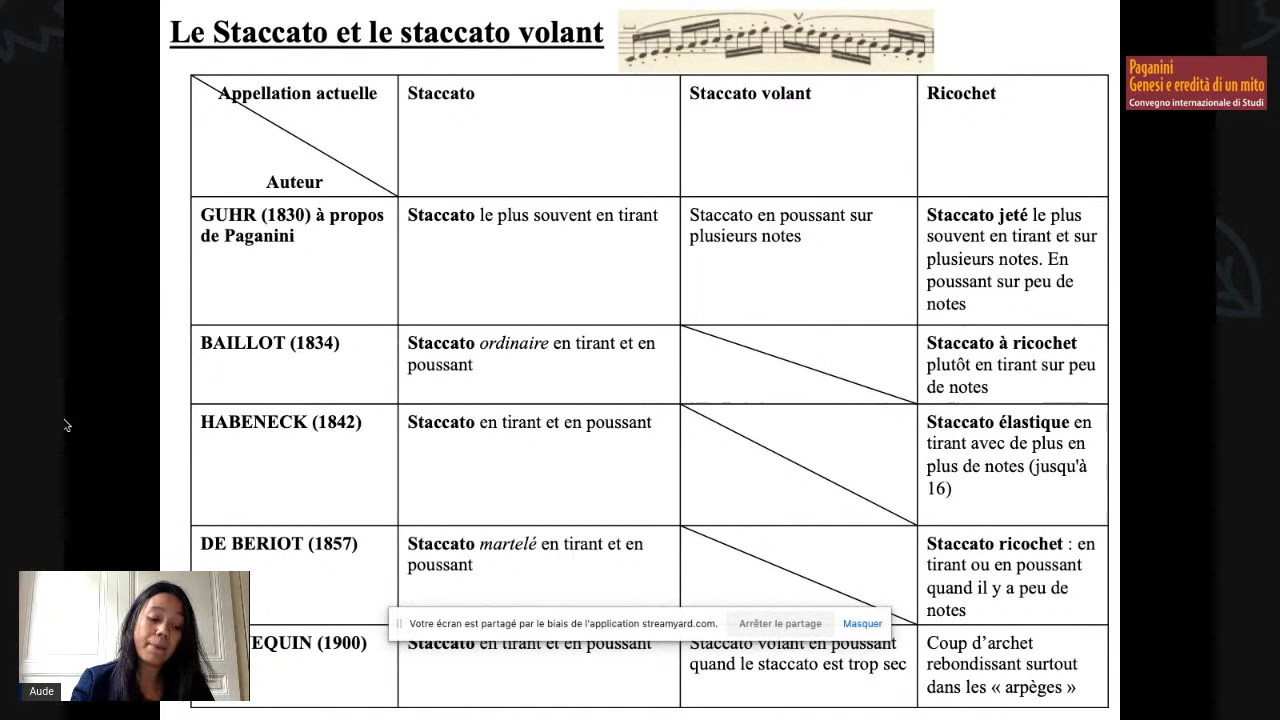 Le Staccato et le staccato volant
Paganini
Genesi e eredità di un mito
Convegno internazionale di Studi
Appellation actuelle
Auteur
Staccato
Staccato volant
Ricochet
GUHR (1830) à propos
de Paganini
Staccato le plus souvent en tirant
Staccato en poussant sur
plusieurs notes
Staccato jeté le plus
souvent en tirant et sur
plusieurs notes. En
poussant sur peu de
notes
BAILLOT (1834)
Staccato ordinaire en tirant et en
poussant
Staccato à ricochet
plutôt en tirant sur peu
de notes
HABENECK (1842)
Staccato en tirant et en poussant
Staccato élastique en
tirant avec de plus en
plus de notes (jusqu'à
16)
DE BERIOT (1857)
Staccato martelé en tirant et en
poussant
Staccato ricochet : en
tirant ou en poussant
quand il y a peu de
notes
EQUIN (1900)
Staccato en tirant et en poussant
Staccato volant en poussant
quand le staccato est trop sec
Coup d’archet
rebondissant surtout
dans les « arpèges »
Votre écran est partagé par le biais de l'application streamyard.com.
Arrêter le partage
Masquer
Aude